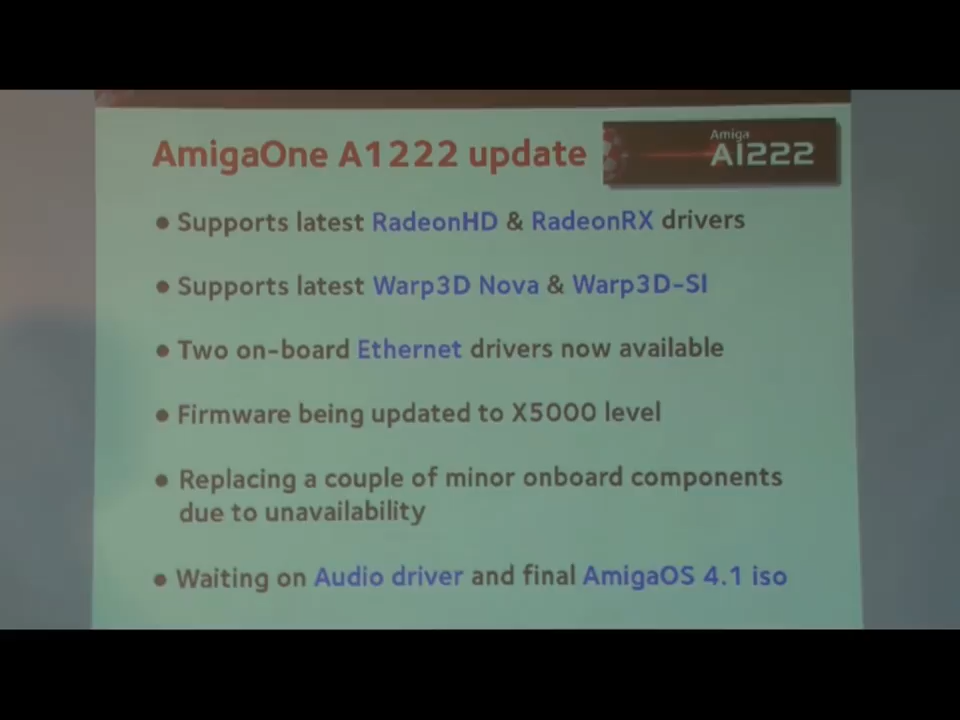 AmigaOne A1222 update
Amiga
A1222
● Supports latest RadeonHD & RadeonRX drivers
● Supports latest Warp3D Nova & Warp3D-SI
● Two on-board Ethernet drivers now available
● Firmware being updated to X5000 level
● Replacing a couple of minor onboard components
due to unavailability
● Waiting on Audio driver and final AmigaOS 4.1 iso